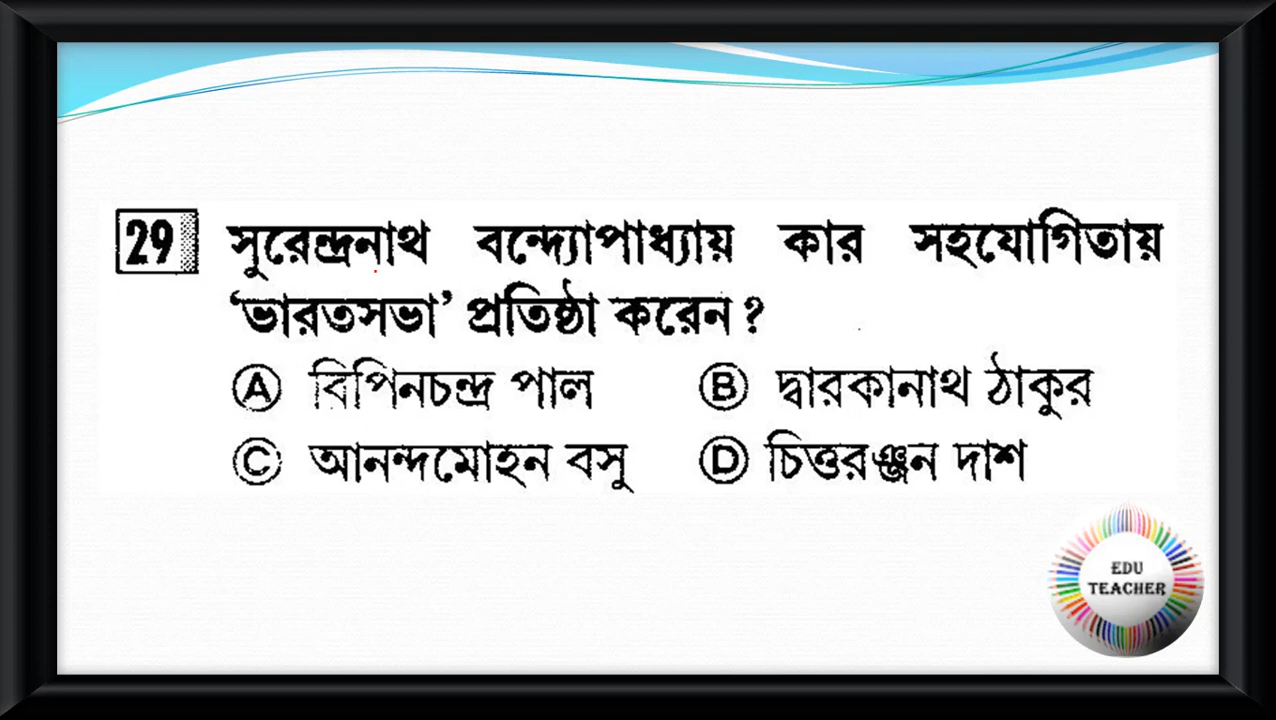 29 সুরেন্দ্রনাথ বন্দ্যোপাধ্যায় কার সহযোগিতায়
‘ভারতসভা’ প্রতিষ্ঠা করেন?
Ⓐ বিপিনচন্দ্র পাল Ⓑ দ্বারকানাথ ঠাকুর
Ⓒ আনন্দমোহন বসু Ⓓ চিত্তরঞ্জন দাশ
EDU
TEACHER